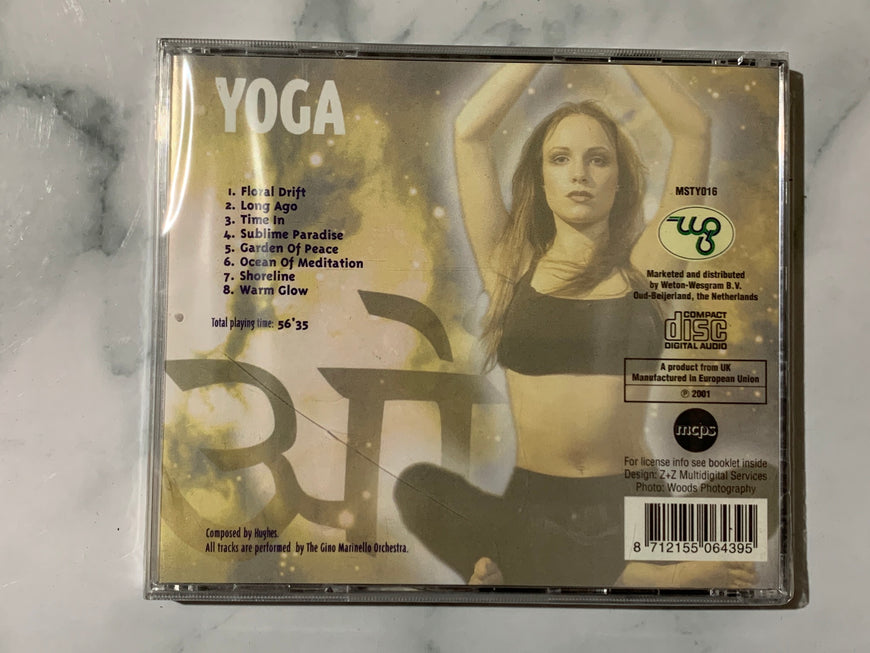 YOGA
1. Floral Drift
2. Long Ago
3. Time In
4. Sublime Paradise
5. Garden Of Peace
6. Ocean Of Meditation
7. Shoreline
8. Warm Glow
Total playing time: 56'35
ओ
Composed by Hughes.
All tracks are performed by The Gino Marinello Orchestra.
MSTY016
wg
Marketed and distributed
by Weton-Wesgram B.V.
Oud-Beijerland, the Netherlands
COMPACT
disc
DIGITAL AUDIO
A product from UK
Manufactured in European Union
℗ 2001
mcps
For license info see booklet inside
Design: Z+Z Multidigital Services
Photo: Woods Photography
8 712155 064395